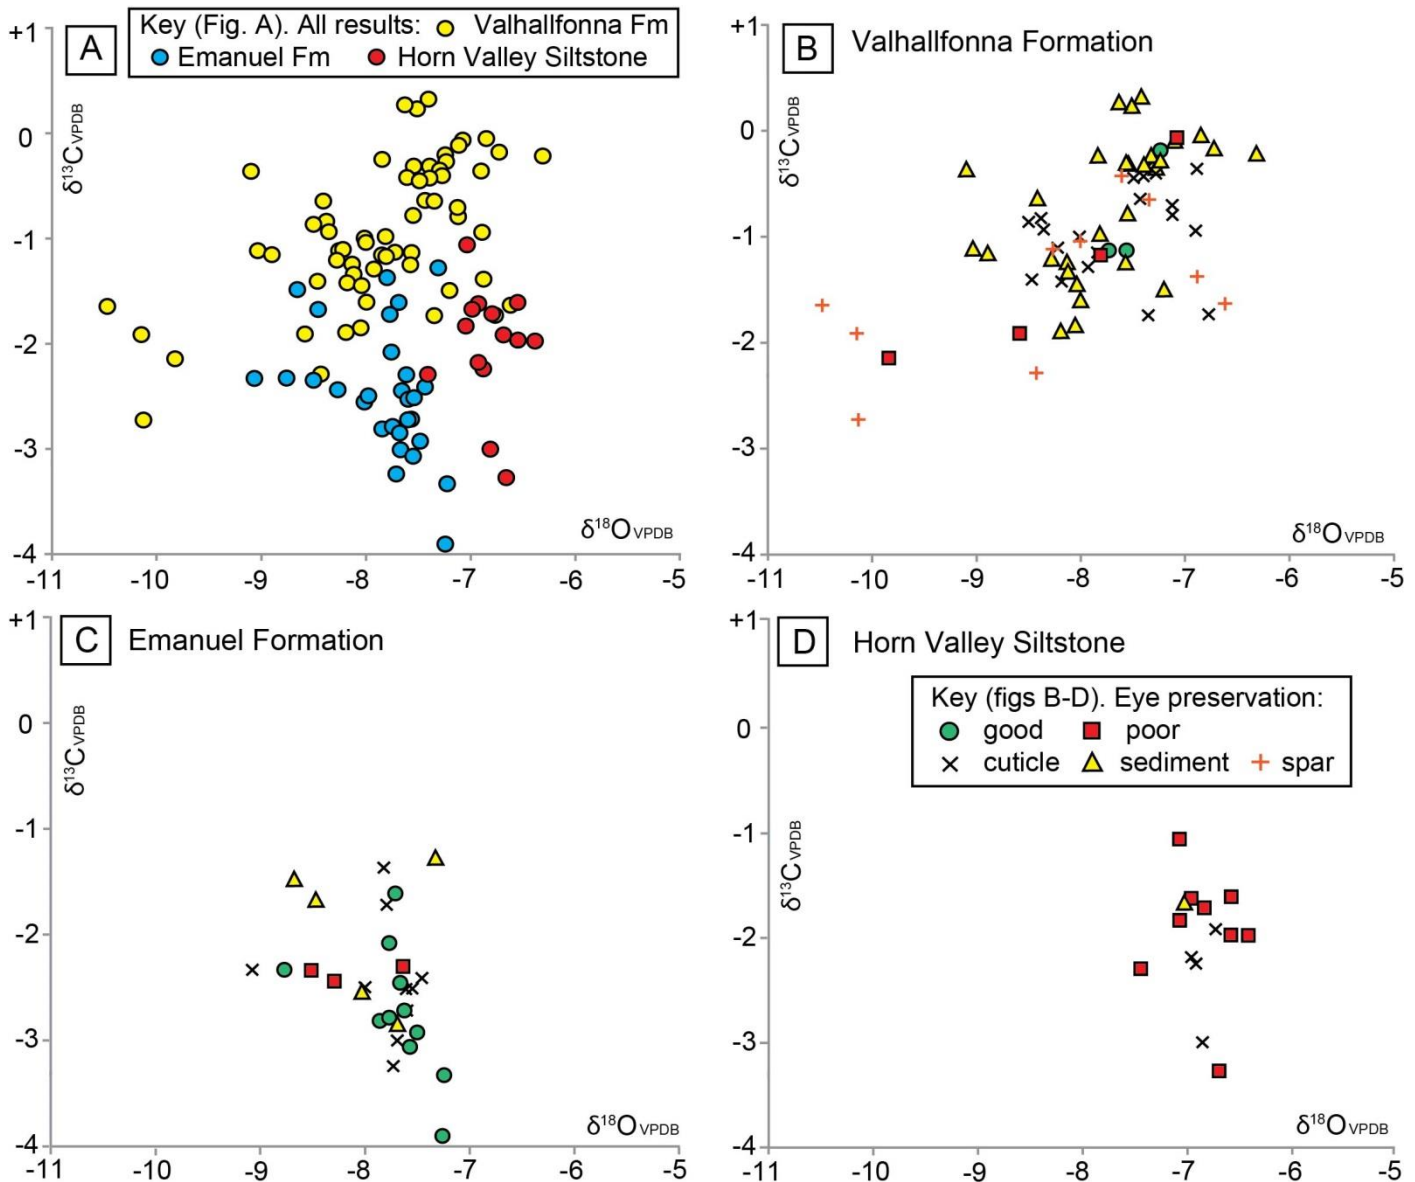 A
Key (Fig. A). All results: Valhallfonna Fm
Emanuel Fm Horn Valley Siltstone
+1
0
-1
-2
-3
-4
δ13CVPDB
δ18OVPDB
-11 -10 -9 -8 -7 -6 -5
B Valhallfonna Formation
+1
0
-1
-2
-3
-4
δ13CVPDB
δ18OVPDB
-11 -10 -9 -8 -7 -6 -5
C Emanuel Formation
+1
0
-1
-2
-3
-4
δ13CVPDB
δ18OVPDB
-11 -10 -9 -8 -7 -6 -5
D Horn Valley Siltstone
Key (figs B-D). Eye preservation:
good poor
cuticle sediment spar
+1
0
-1
-2
-3
-4
δ13CVPDB
δ18OVPDB
-11 -10 -9 -8 -7 -6 -5